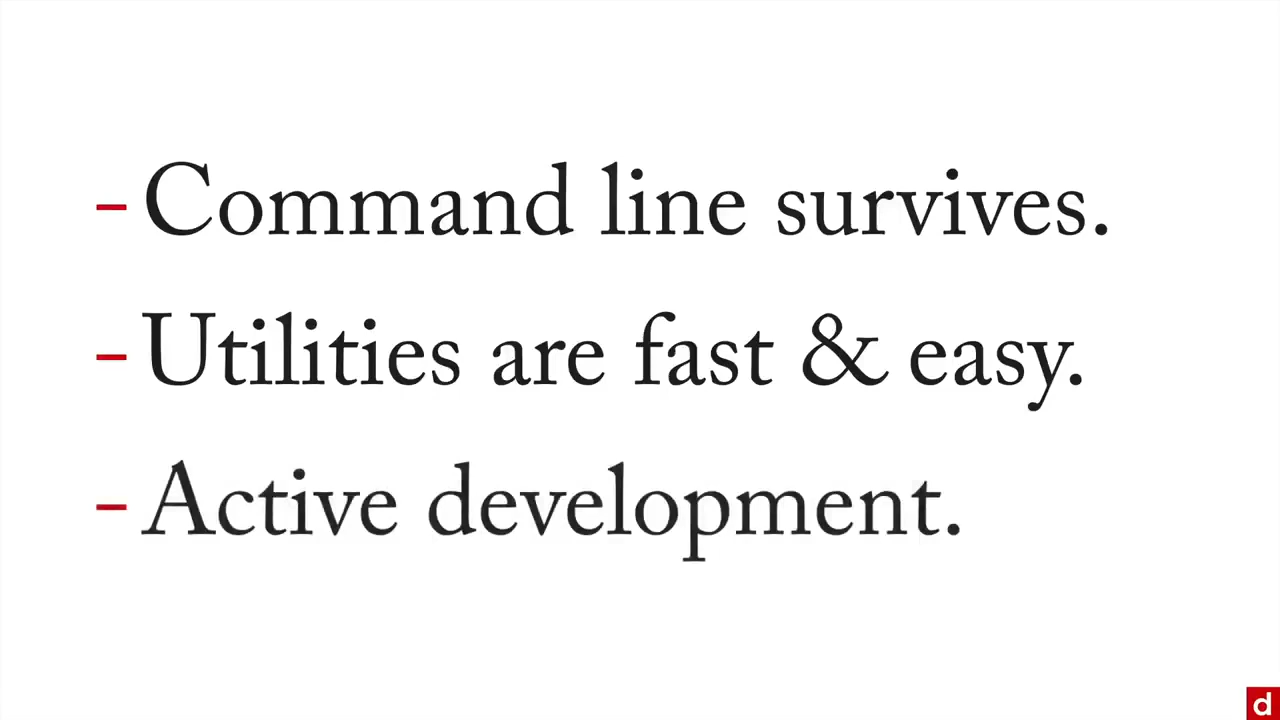 - Command line survives.
- Utilities are fast & easy.
- Active development.
d